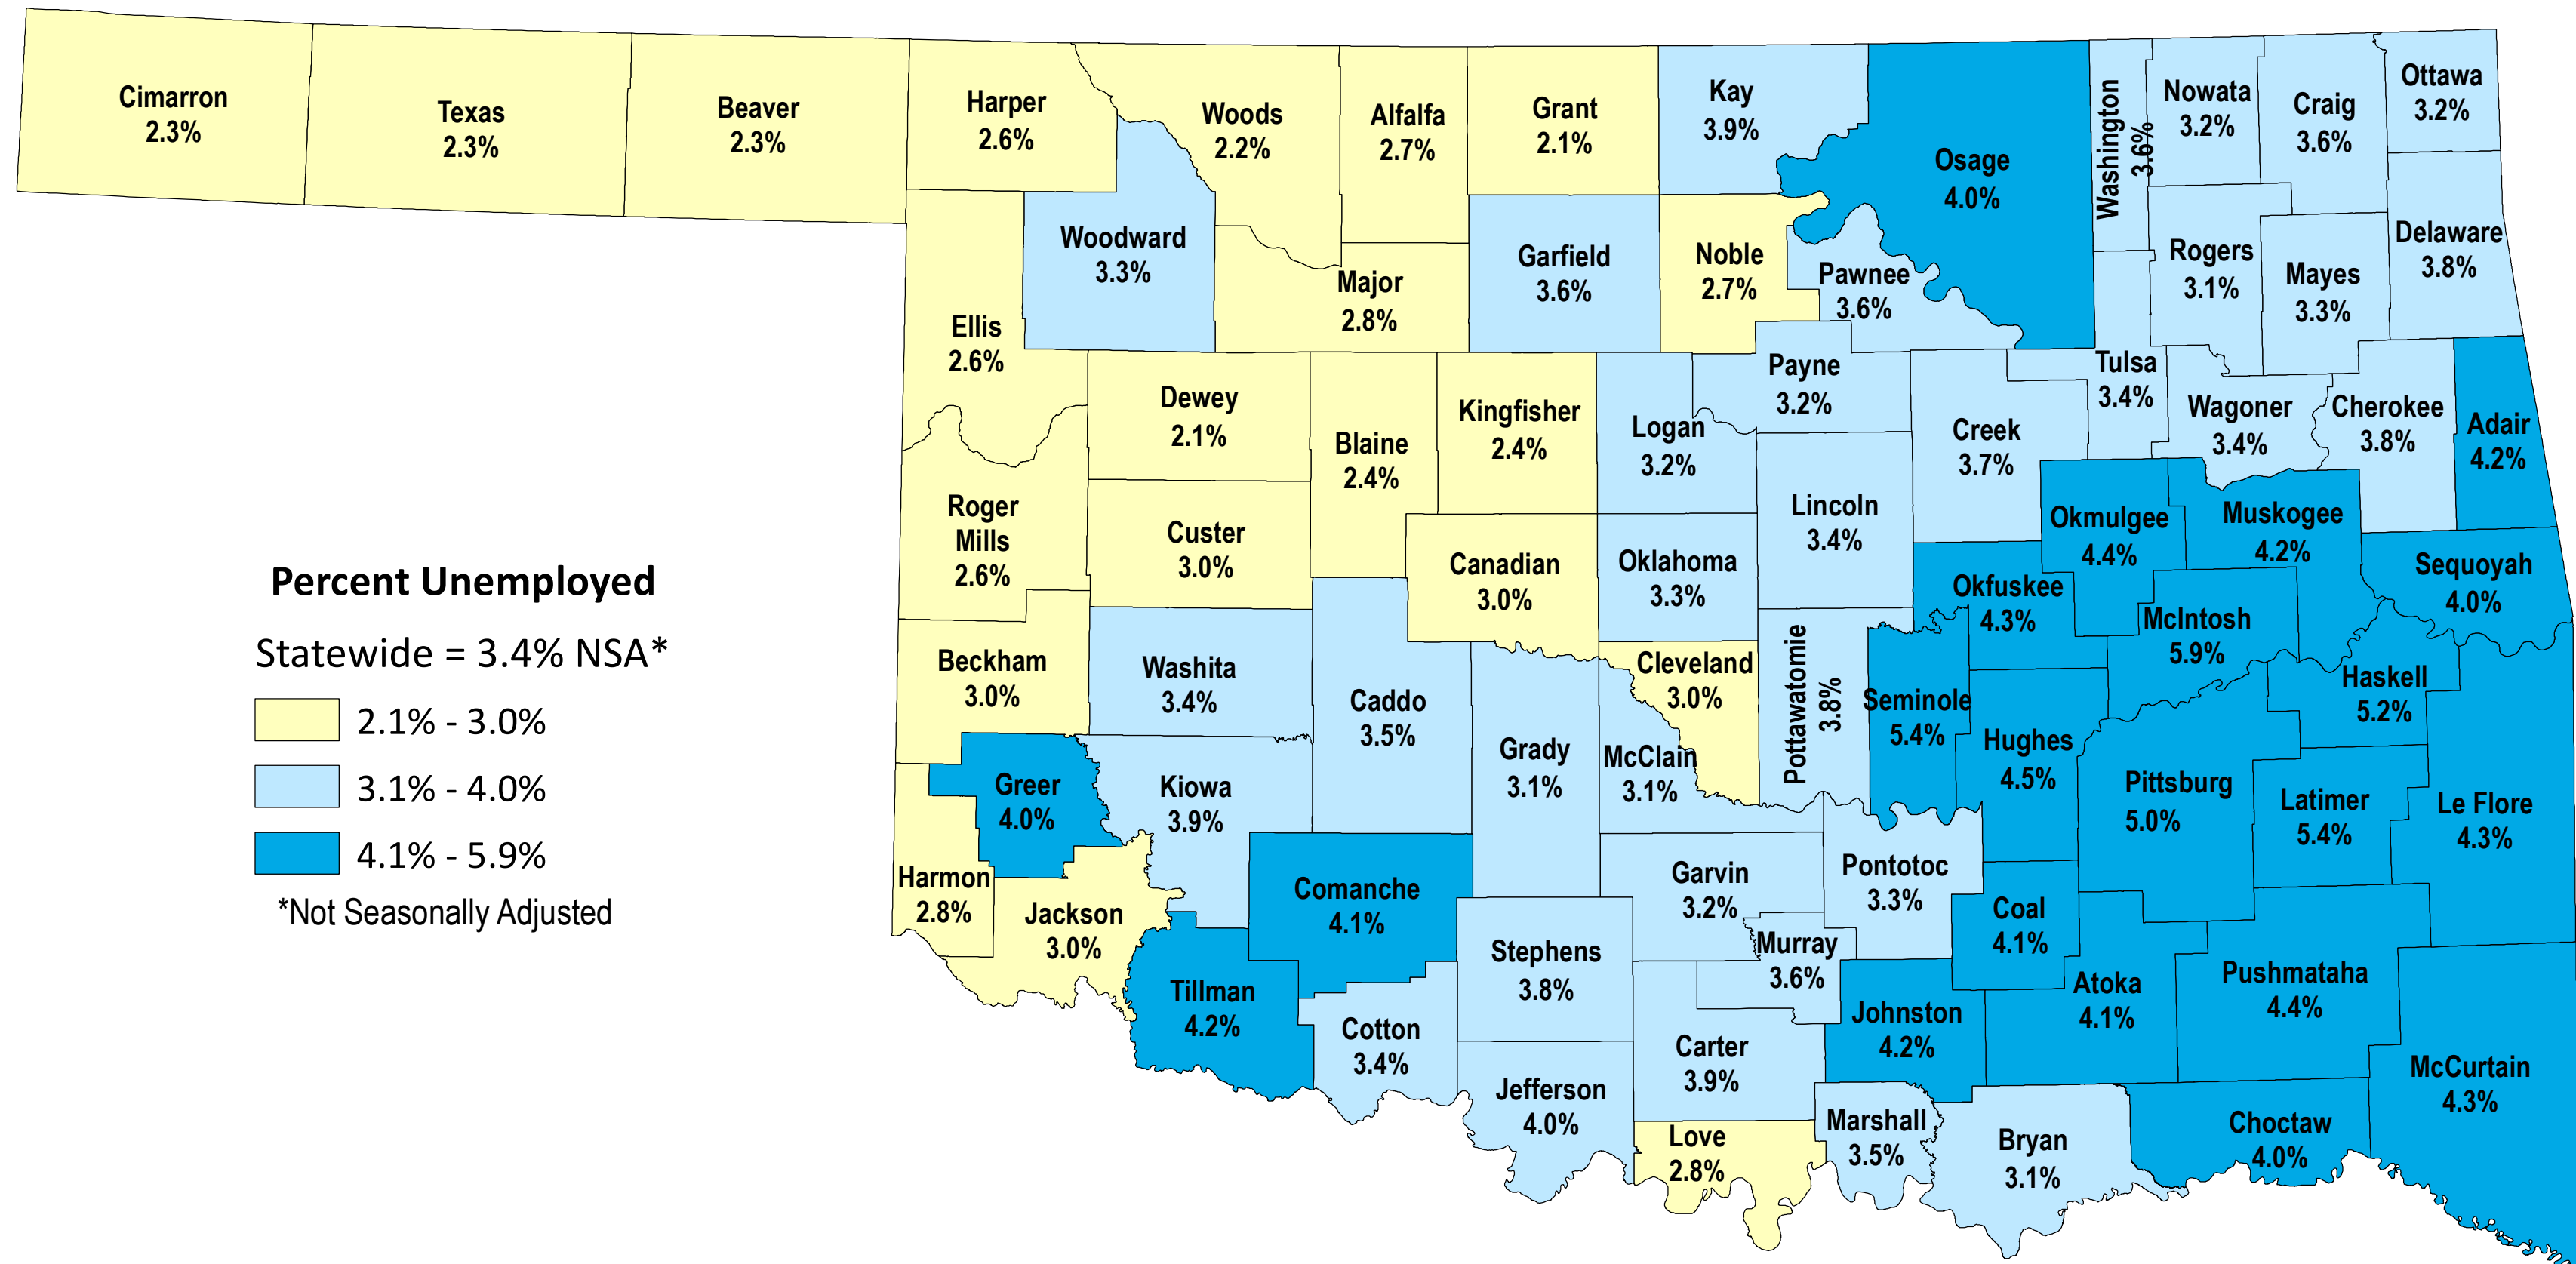 Cimarron
2.3%
Texas
2.3%
Beaver
2.3%
Harper
2.6%
Woods
2.2%
Alfalfa
2.7%
Grant
2.1%
Kay
3.9%
Osage
4.0%
Washington
3.6%
Nowata
3.2%
Craig
3.6%
Ottawa
3.2%
Woodward
3.3%
Major
2.8%
Garfield
3.6%
Noble
2.7%
Pawnee
3.6%
Rogers
3.1%
Mayes
3.3%
Delaware
3.8%
Ellis
2.6%
Dewey
2.1%
Blaine
2.4%
Kingfisher
2.4%
Logan
3.2%
Payne
3.2%
Creek
3.7%
Tulsa
3.4%
Wagoner
3.4%
Cherokee
3.8%
Adair
4.2%
Roger
Mills
2.6%
Custer
3.0%
Canadian
3.0%
Oklahoma
3.3%
Lincoln
3.4%
Okmulgee
4.4%
Muskogee
4.2%
Sequoyah
4.0%
Okfuskee
4.3%
McIntosh
5.9%
Percent Unemployed
Statewide = 3.4% NSA*
2.1% - 3.0%
3.1% - 4.0%
4.1% - 5.9%
*Not Seasonally Adjusted
Beckham
3.0%
Washita
3.4%
Caddo
3.5%
Grady
3.1%
McClain
3.1%
Cleveland
3.0%
Pottawatomie
3.8%
Seminole
5.4%
Hughes
4.5%
Pittsburg
5.0%
Haskell
5.2%
Latimer
5.4%
Le Flore
4.3%
Greer
4.0%
Kiowa
3.9%
Harmon
2.8%
Jackson
3.0%
Comanche
4.1%
Tillman
4.2%
Cotton
3.4%
Stephens
3.8%
Jefferson
4.0%
Garvin
3.2%
Murray
3.6%
Carter
3.9%
Love
2.8%
Pontotoc
3.3%
Coal
4.1%
Johnston
4.2%
Atoka
4.1%
Pushmataha
4.4%
McCurtain
4.3%
Marshall
3.5%
Bryan
3.1%
Choctaw
4.0%